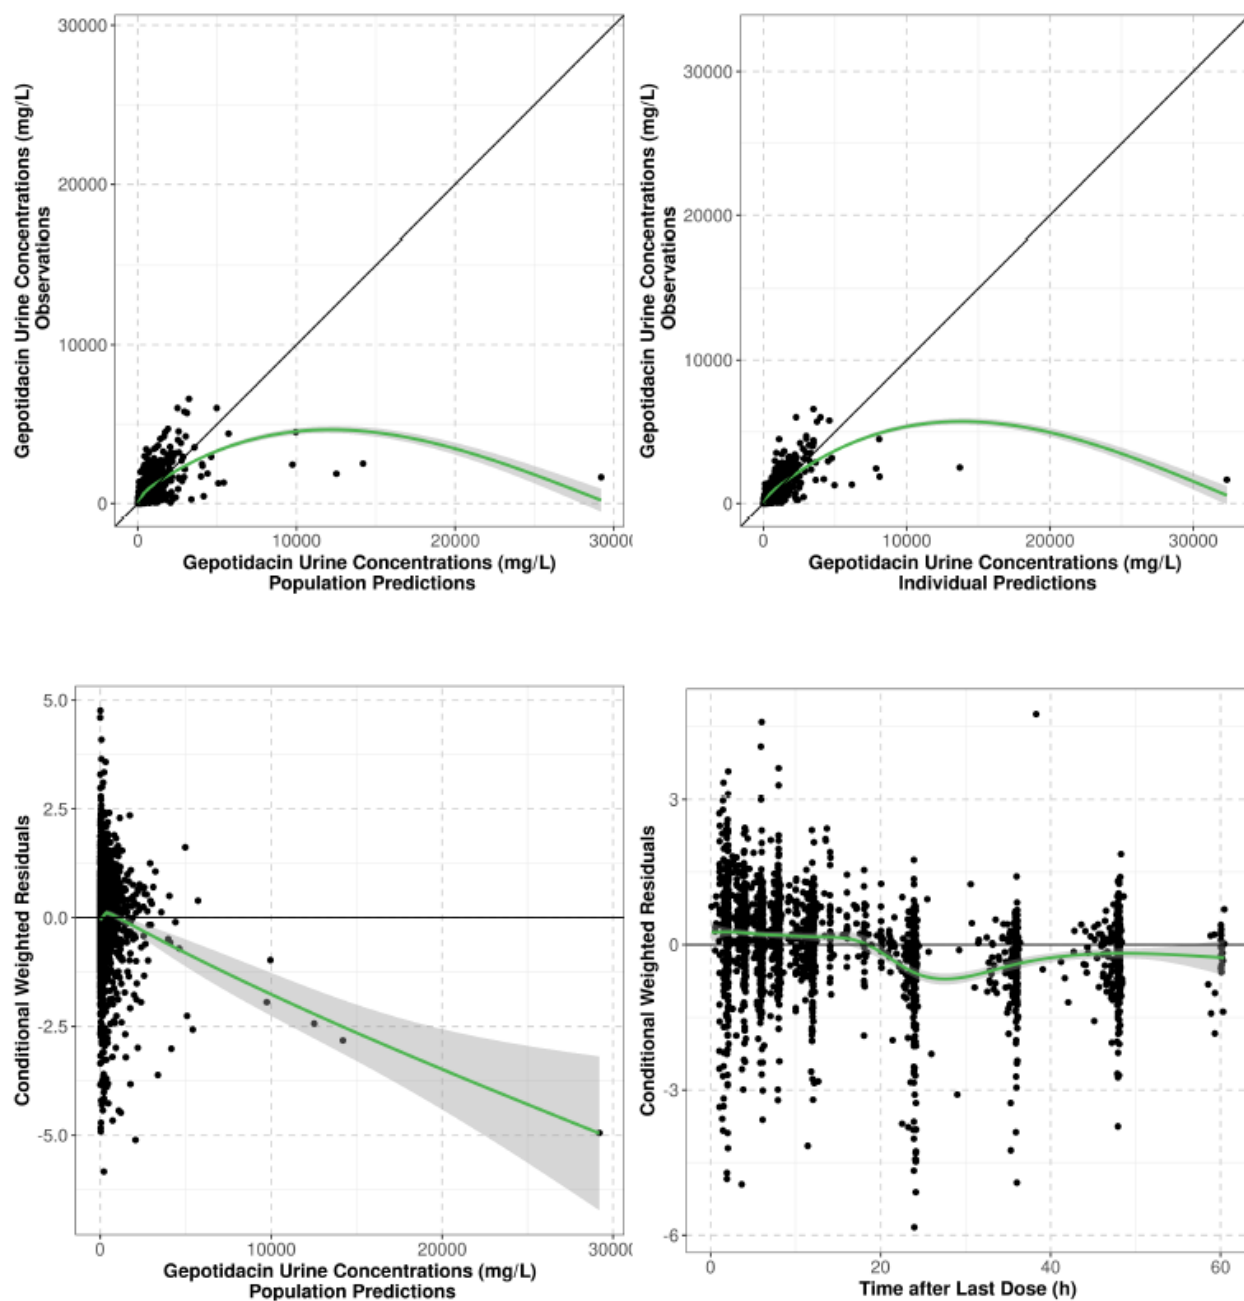 30000
20000
10000
0
Gepotidacin Urine Concentrations (mg/L)
Observations
0
10000
20000
30000
Gepotidacin Urine Concentrations (mg/L)
Population Predictions
30000
20000
10000
0
Gepotidacin Urine Concentrations (mg/L)
Observations
0
10000
20000
30000
Gepotidacin Urine Concentrations (mg/L)
Individual Predictions
5.0
2.5
0.0
-2.5
-5.0
Conditional Weighted Residuals
0
10000
20000
30000
Gepotidacin Urine Concentrations (mg/L)
Population Predictions
3
0
-3
-6
Conditional Weighted Residuals
0
20
40
60
Time after Last Dose (h)